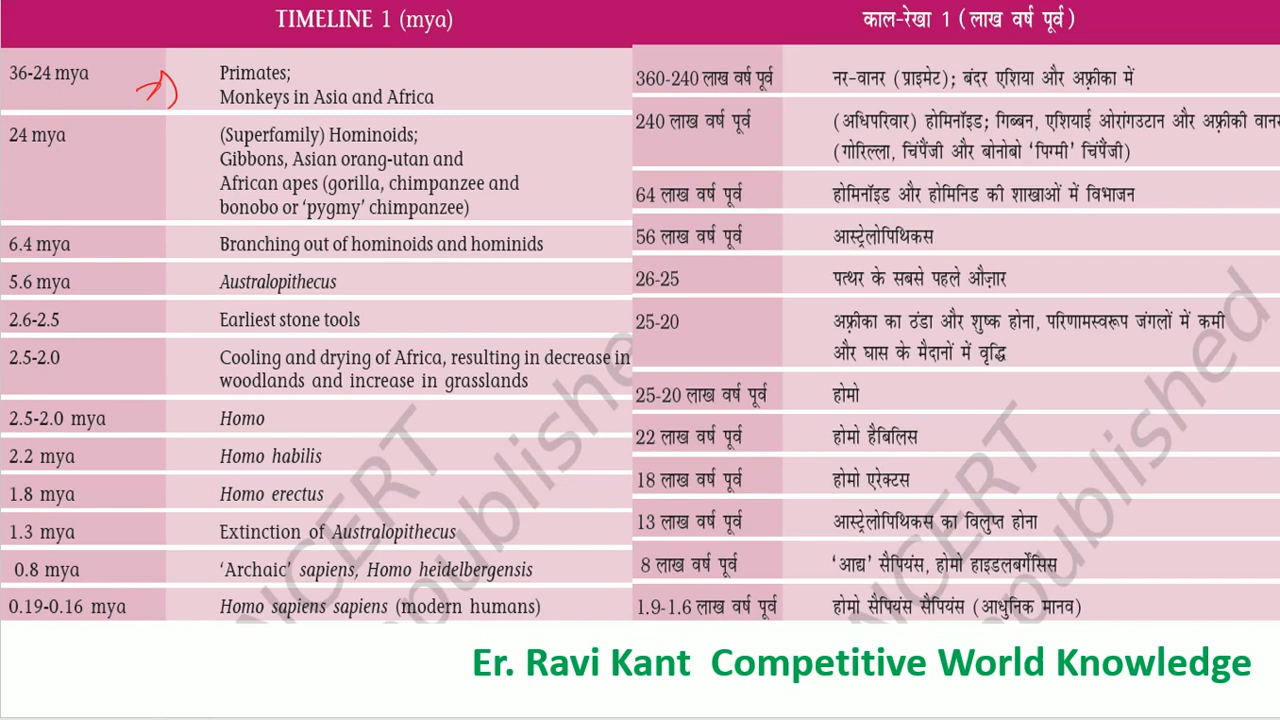 TIMELINE 1 (mya)
36-24 mya Primates;
Monkeys in Asia and Africa
24 mya (Superfamily) Hominoids;
Gibbons, Asian orang-utan and
African apes (gorilla, chimpanzee and
bonobo or ‘pygmy’ chimpanzee)
6.4 mya Branching out of hominoids and hominids
5.6 mya Australopithecus
2.6-2.5 Earliest stone tools
2.5-2.0 Cooling and drying of Africa, resulting in decrease in
woodlands and increase in grasslands
2.5-2.0 mya Homo
2.2 mya Homo habilis
1.8 mya Homo erectus
1.3 mya Extinction of Australopithecus
0.8 mya ‘Archaic’ sapiens, Homo heidelbergensis
0.19-0.16 mya Homo sapiens sapiens (modern humans)
काल-रेखा 1 (लाख वर्ष पूर्व)
360-240 लाख वर्ष पूर्व नर-वानर (प्राइमेट); बंदर एशिया और अफ़्रीका में
240 लाख वर्ष पूर्व (अधिपरिवार) होमिनॉइड; गिब्बन, एशियाई ओरांगउटान और अफ़्रीकी वान
(गोरिल्ला, चिंपैंजी और बोनोबो ‘पिग्मी’ चिंपैंजी)
64 लाख वर्ष पूर्व होमिनॉइड और होमिनिड की शाखाओं में विभाजन
56 लाख वर्ष पूर्व आस्ट्रेलोपिथिकस
26-25 पत्थर के सबसे पहले औज़ार
25-20 अफ़्रीका का ठंडा और शुष्क होना, परिणामस्वरूप जंगलों में कमी
और घास के मैदानों में वृद्धि
25-20 लाख वर्ष पूर्व होमो
22 लाख वर्ष पूर्व होमो हैबिलिस
18 लाख वर्ष पूर्व होमो एरेक्टस
13 लाख वर्ष पूर्व आस्ट्रेलोपिथिकस का विलुप्त होना
8 लाख वर्ष पूर्व ‘आद्य’ सैपियंस, होमो हाइडलबर्गेसिस
1.9-1.6 लाख वर्ष पूर्व होमो सैपियंस सैपियंस (आधुनिक मानव)
NCERT
published
Er. Ravi Kant Competitive World Knowledge